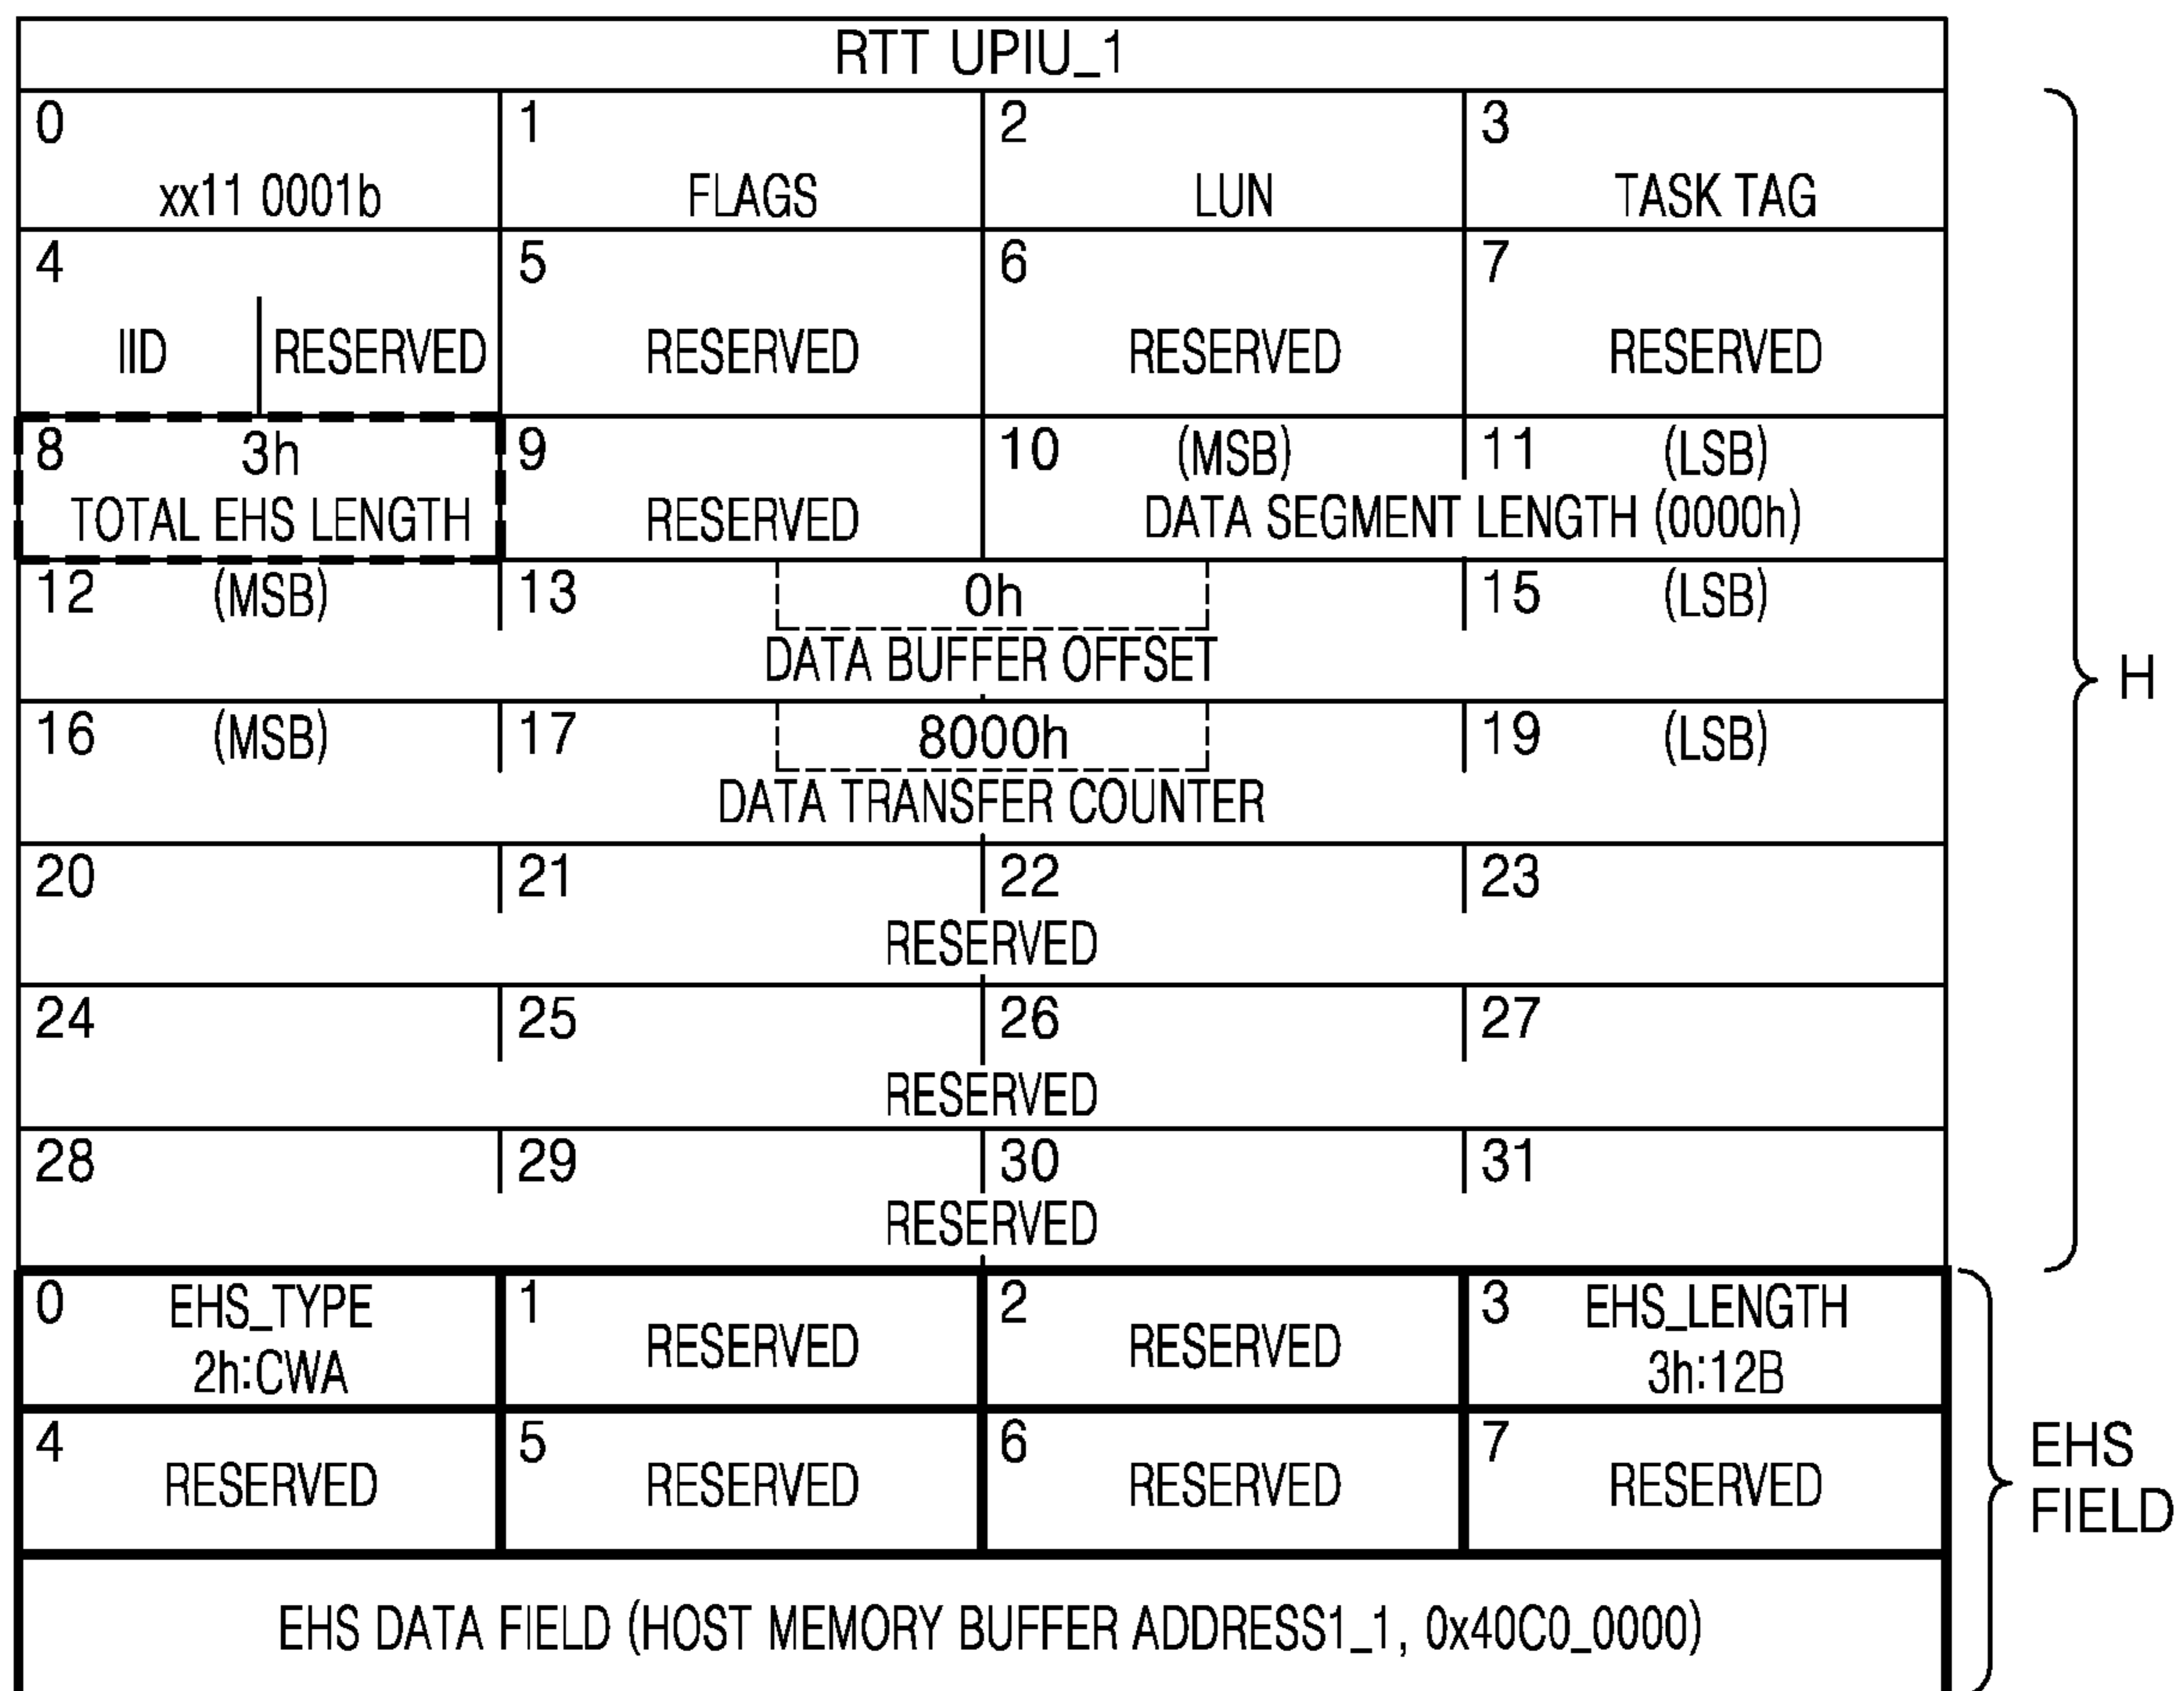 RTT UPIU_1
0 1 2 3
xx11 0001b FLAGS LUN TASK TAG
4 5 6 7
IID RESERVED RESERVED RESERVED RESERVED
8 3h 9 10 (MSB) 11 (LSB)
TOTAL EHS LENGTH RESERVED DATA SEGMENT LENGTH (0000h)
12 (MSB) 13 0h 15 (LSB)
DATA BUFFER OFFSET
H
16 (MSB) 17 8000h 19 (LSB)
DATA TRANSFER COUNTER
20 21 22 23
RESERVED
24 25 26 27
RESERVED
28 29 30 31
RESERVED
0 EHS_TYPE 1 2 3 EHS_LENGTH
2h:CWA RESERVED RESERVED 3h:12B
4 5 6 7
RESERVED RESERVED RESERVED RESERVED
EHS
FIELD
EHS DATA FIELD (HOST MEMORY BUFFER ADDRESS1_1, 0x40C0_0000)